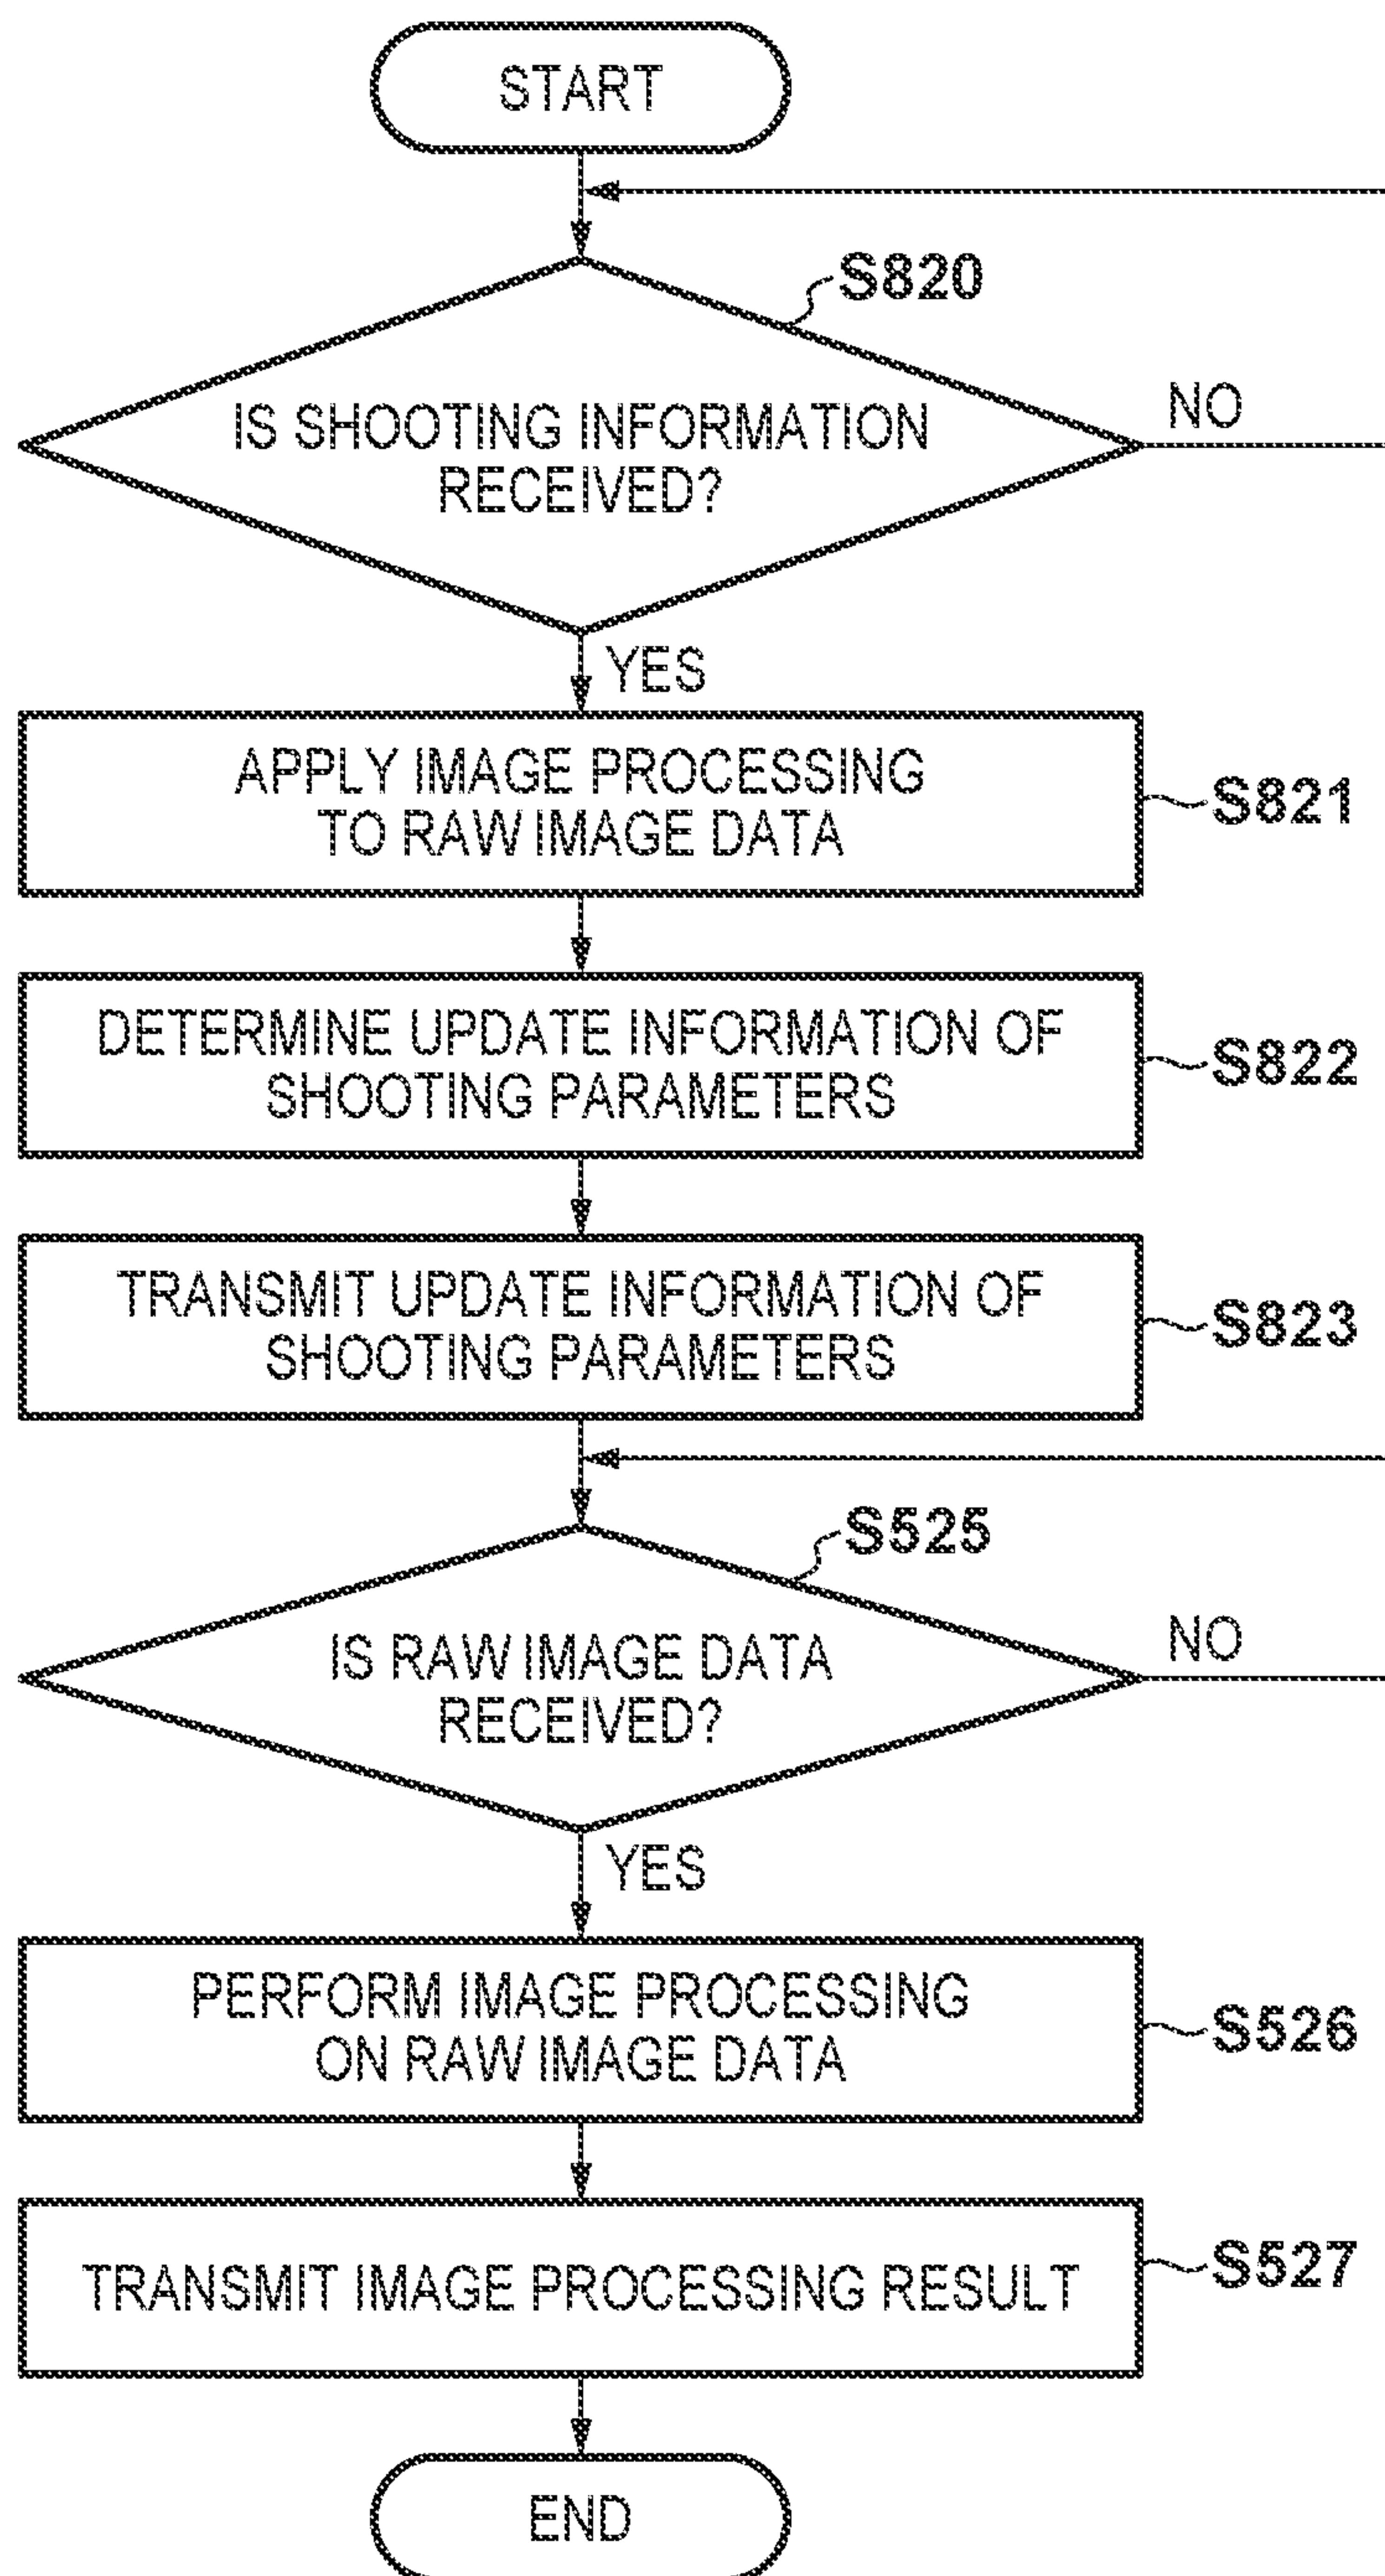 START
S820
IS SHOOTING INFORMATION
RECEIVED?
NO
YES
APPLY IMAGE PROCESSING
TO RAW IMAGE DATA
S821
DETERMINE UPDATE INFORMATION OF
SHOOTING PARAMETERS
S822
TRANSMIT UPDATE INFORMATION OF
SHOOTING PARAMETERS
S823
S525
IS RAW IMAGE DATA
RECEIVED?
NO
YES
PERFORM IMAGE PROCESSING
ON RAW IMAGE DATA
S526
TRANSMIT IMAGE PROCESSING RESULT
S527
END